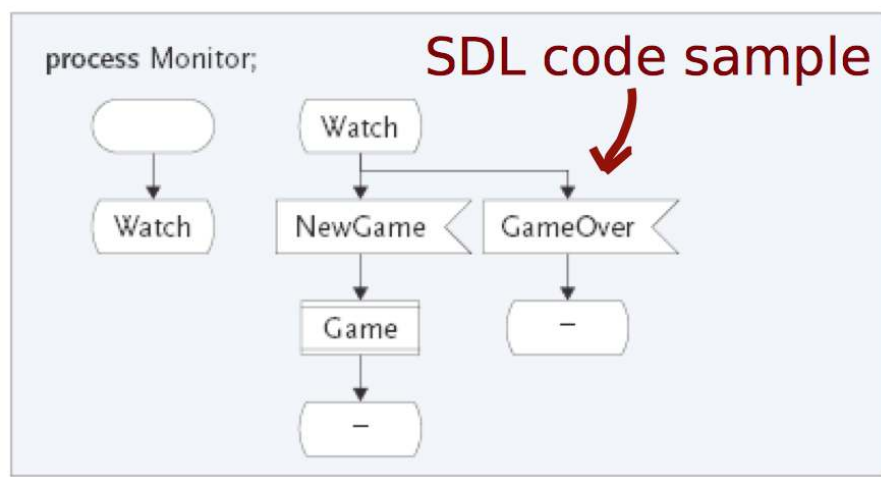 SDL code sample
process Monitor;
Watch
Watch
NewGame
GameOver
Game
–
–